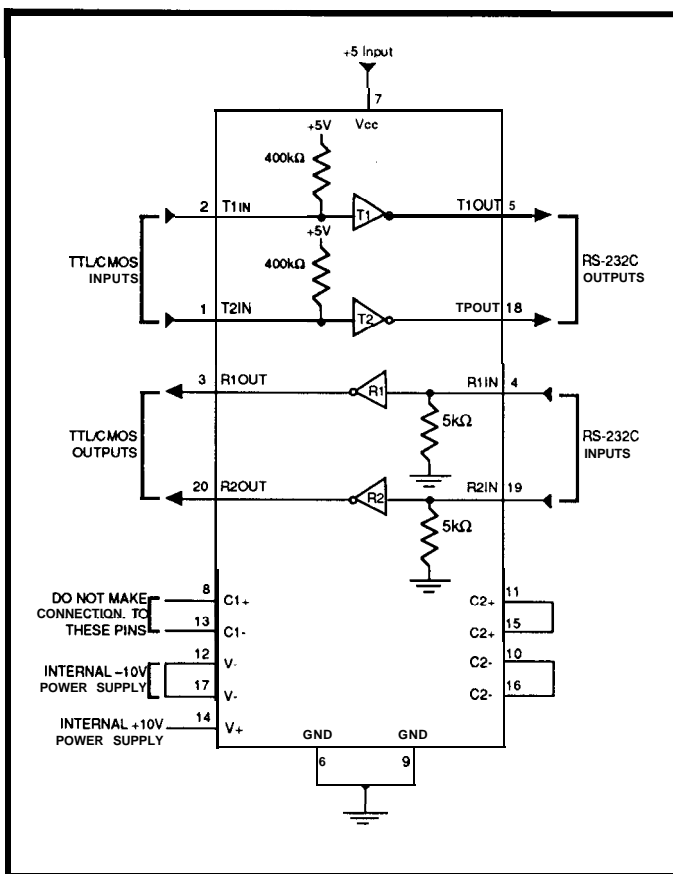 +5 Input
7
Vcc
+5V
400kΩ
2 T1IN
T1
T1OUT 5
+5V
TTL/CMOS
INPUTS
400kΩ
RS-232C
OUTPUTS
1 T2IN
T2
TPOUT 18
3 R1OUT
R1
R1IN 4
5kΩ
TTL/CMOS
OUTPUTS
RS-232C
INPUTS
20 R2OUT
R2
R2IN 19
5kΩ
DO NOT MAKE
CONNECTION. TO
THESE PINS
8 C1+
13 C1-
C2+ 11
C2+ 15
INTERNAL -10V
POWER SUPPLY
12 V-
17 V-
C2- 10
C2- 16
INTERNAL +10V
POWER SUPPLY
14 V+
GND GND
6 9